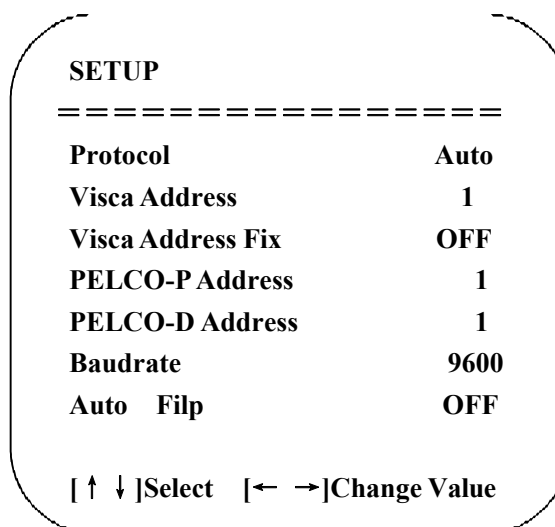 SETUP
==================
Protocol Auto
Visca Address 1
Visca Address Fix OFF
PELCO-P Address 1
PELCO-D Address 1
Baudrate 9600
Auto Filp OFF
[↑ ↓]Select [← →]Change Value